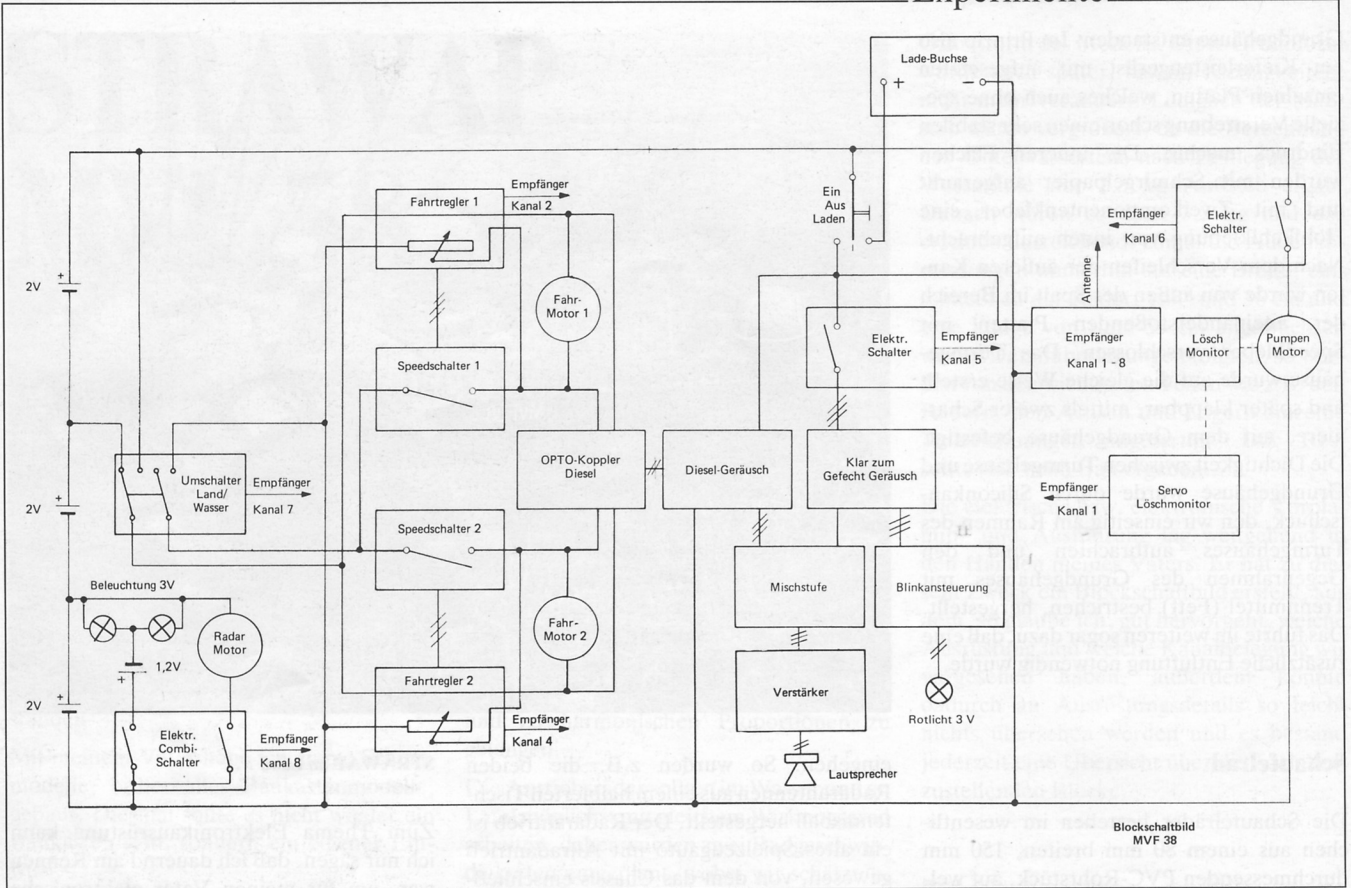 Experimente
Lade-Buchse
+ −
Fahrtregler 1
Empfänger
Kanal 2
Ein
Aus
Laden
Empfänger
Kanal 6
Elektr.
Schalter
+
2V
Antenne
Fahr-
Motor 1
Elektr.
Schalter
Empfänger
Kanal 5
Empfänger
Kanal 1
Lösch
Monitor
Pumpen
Motor
Speedschalter 1
OPTO-Koppler
Diesel
Diesel-Geräusch
Klar zum
Gefecht Geräusch
Umschalter
Land/
Wasser
Empfänger
Kanal 7
Empfänger
Kanal 1
Servo
Löschmonitor
+
2V
Speedschalter 2
Beleuchtung 3V
Mischstufe
Blinkansteuerung
Radar
Motor
Fahr-
Motor 2
1,2V
+
Fahrtregler 2
Verstärker
+
2V
Rotlicht 3 V
Elektr.
Combi-
Schalter
Empfänger
Kanal 8
Empfänger
Kanal 4
Lautsprecher
Blockschaltbild
MVF 38